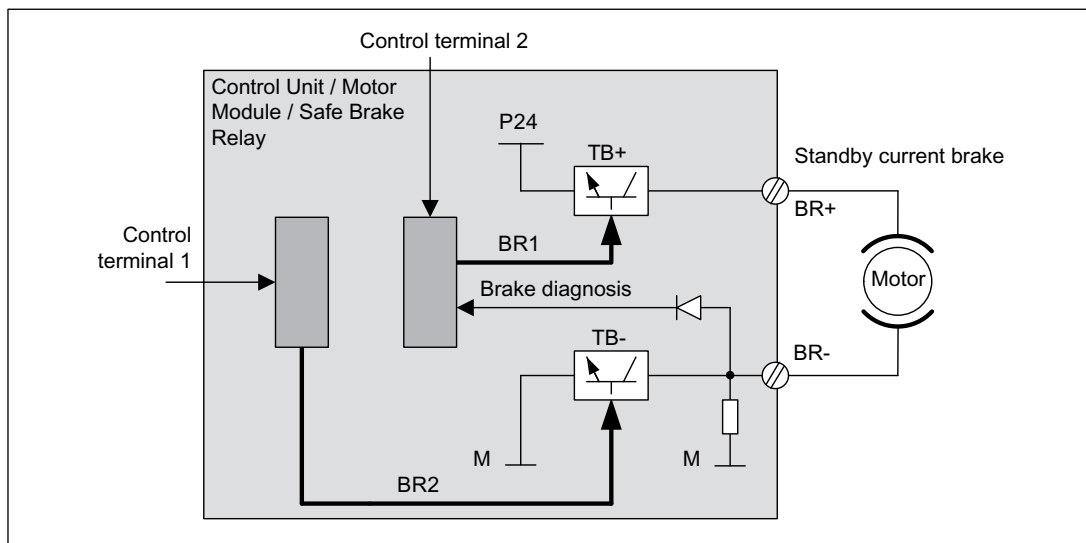 Control terminal 2
Control Unit / Motor
Module / Safe Brake
Relay
P24
TB+
Standby current brake
BR+
Control
terminal 1
BR1
Motor
Brake diagnosis
TB-
BR-
M
M
BR2